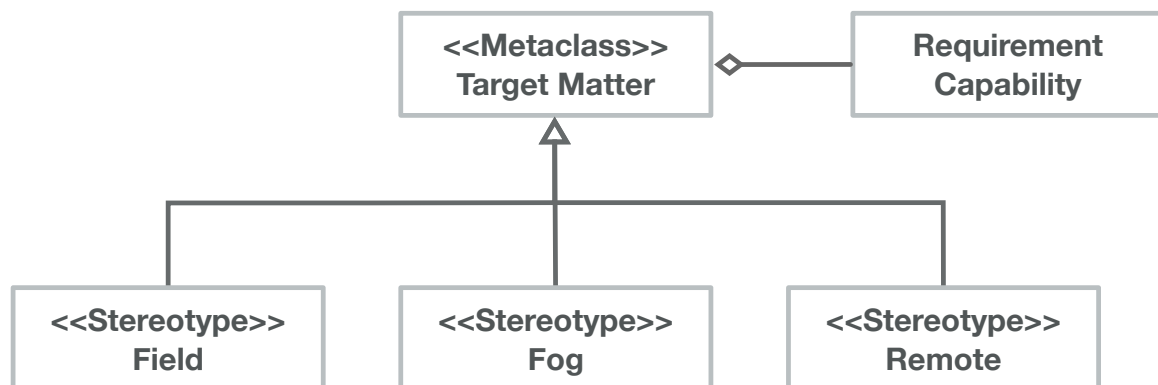 <<Metaclass>>
Target Matter
Requirement
Capability
<<Stereotype>>
Field
<<Stereotype>>
Fog
<<Stereotype>>
Remote